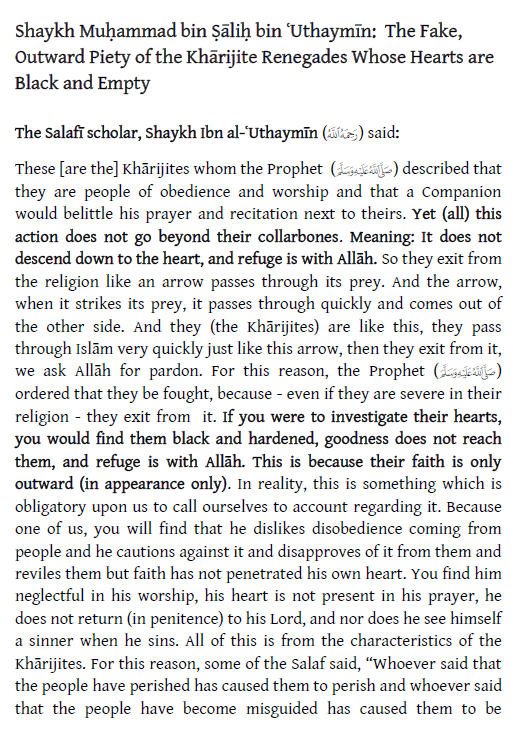 Shaykh Muḥammad bin Ṣāliḥ bin ʿUthaymīn: The Fake,
Outward Piety of the Khārijite Renegades Whose Hearts are
Black and Empty
The Salafī scholar, Shaykh Ibn al-ʿUthaymīn (رَحِمَهُ ٱللَّهُ) said:
These [are the] Khārijites whom the Prophet (صَلَّى ٱللَّهُ عَلَيْهِ وَسَلَّمَ) described that
they are people of obedience and worship and that a Companion
would belittle his prayer and recitation next to theirs. Yet (all) this
action does not go beyond their collarbones. Meaning: It does not
descend down to the heart, and refuge is with Allāh. So they exit from
the religion like an arrow passes through its prey. And the arrow,
when it strikes its prey, it passes through quickly and comes out of
the other side. And they (the Khārijites) are like this, they pass
through Islām very quickly just like this arrow, then they exit from it,
we ask Allāh for pardon. For this reason, the Prophet (صَلَّى ٱللَّهُ عَلَيْهِ وَسَلَّمَ)
ordered that they be fought, because - even if they are severe in their
religion - they exit from it. If you were to investigate their hearts,
you would find them black and hardened, goodness does not reach
them, and refuge is with Allāh. This is because their faith is only
outward (in appearance only). In reality, this is something which is
obligatory upon us to call ourselves to account regarding it. Because
one of us, you will find that he dislikes disobedience coming from
people and he cautions against it and disapproves of it from them and
reviles them but faith has not penetrated his own heart. You find him
neglectful in his worship, his heart is not present in his prayer, he
does not return (in penitence) to his Lord, and nor does he see himself
a sinner when he sins. All of this is from the characteristics of the
Khārijites. For this reason, some of the Salaf said, “Whoever said that
the people have perished has caused them to perish and whoever said
that the people have become misguided has caused them to be